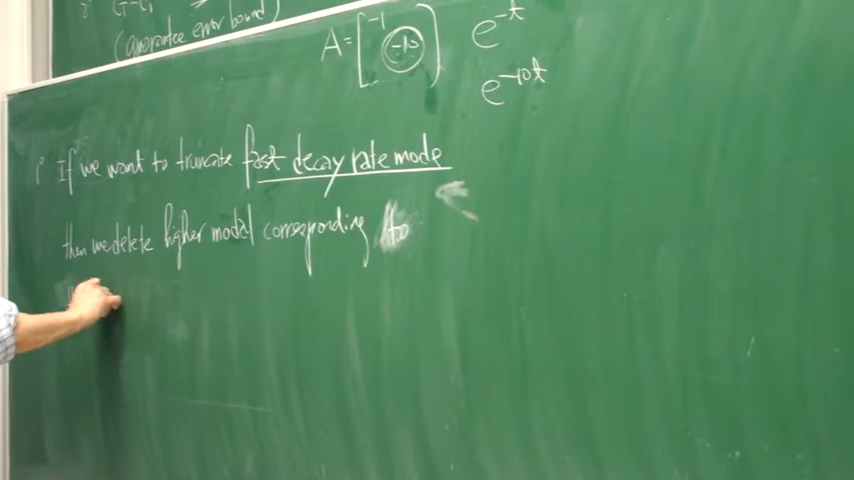 (guarantee error bound)
A = [-1 -10] e^{-t}
e^{-10t}
1° If we want to truncate fast decay rate mode
then we delete higher modal corresponding to